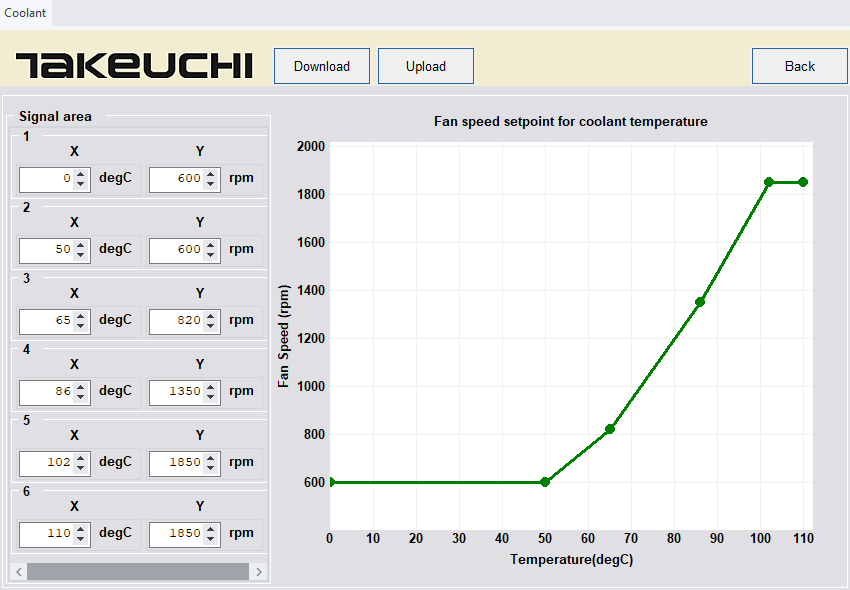 Coolant
TAKEUCHI
Download Upload Back
Signal area
1
X Y
0 degC 600 rpm
2
X Y
50 degC 600 rpm
3
X Y
65 degC 820 rpm
4
X Y
86 degC 1350 rpm
5
X Y
102 degC 1850 rpm
6
X Y
110 degC 1850 rpm
Fan speed setpoint for coolant temperature
2000
1800
1600
1400
1200
1000
800
600
Fan Speed (rpm)
0 10 20 30 40 50 60 70 80 90 100 110
Temperature(degC)